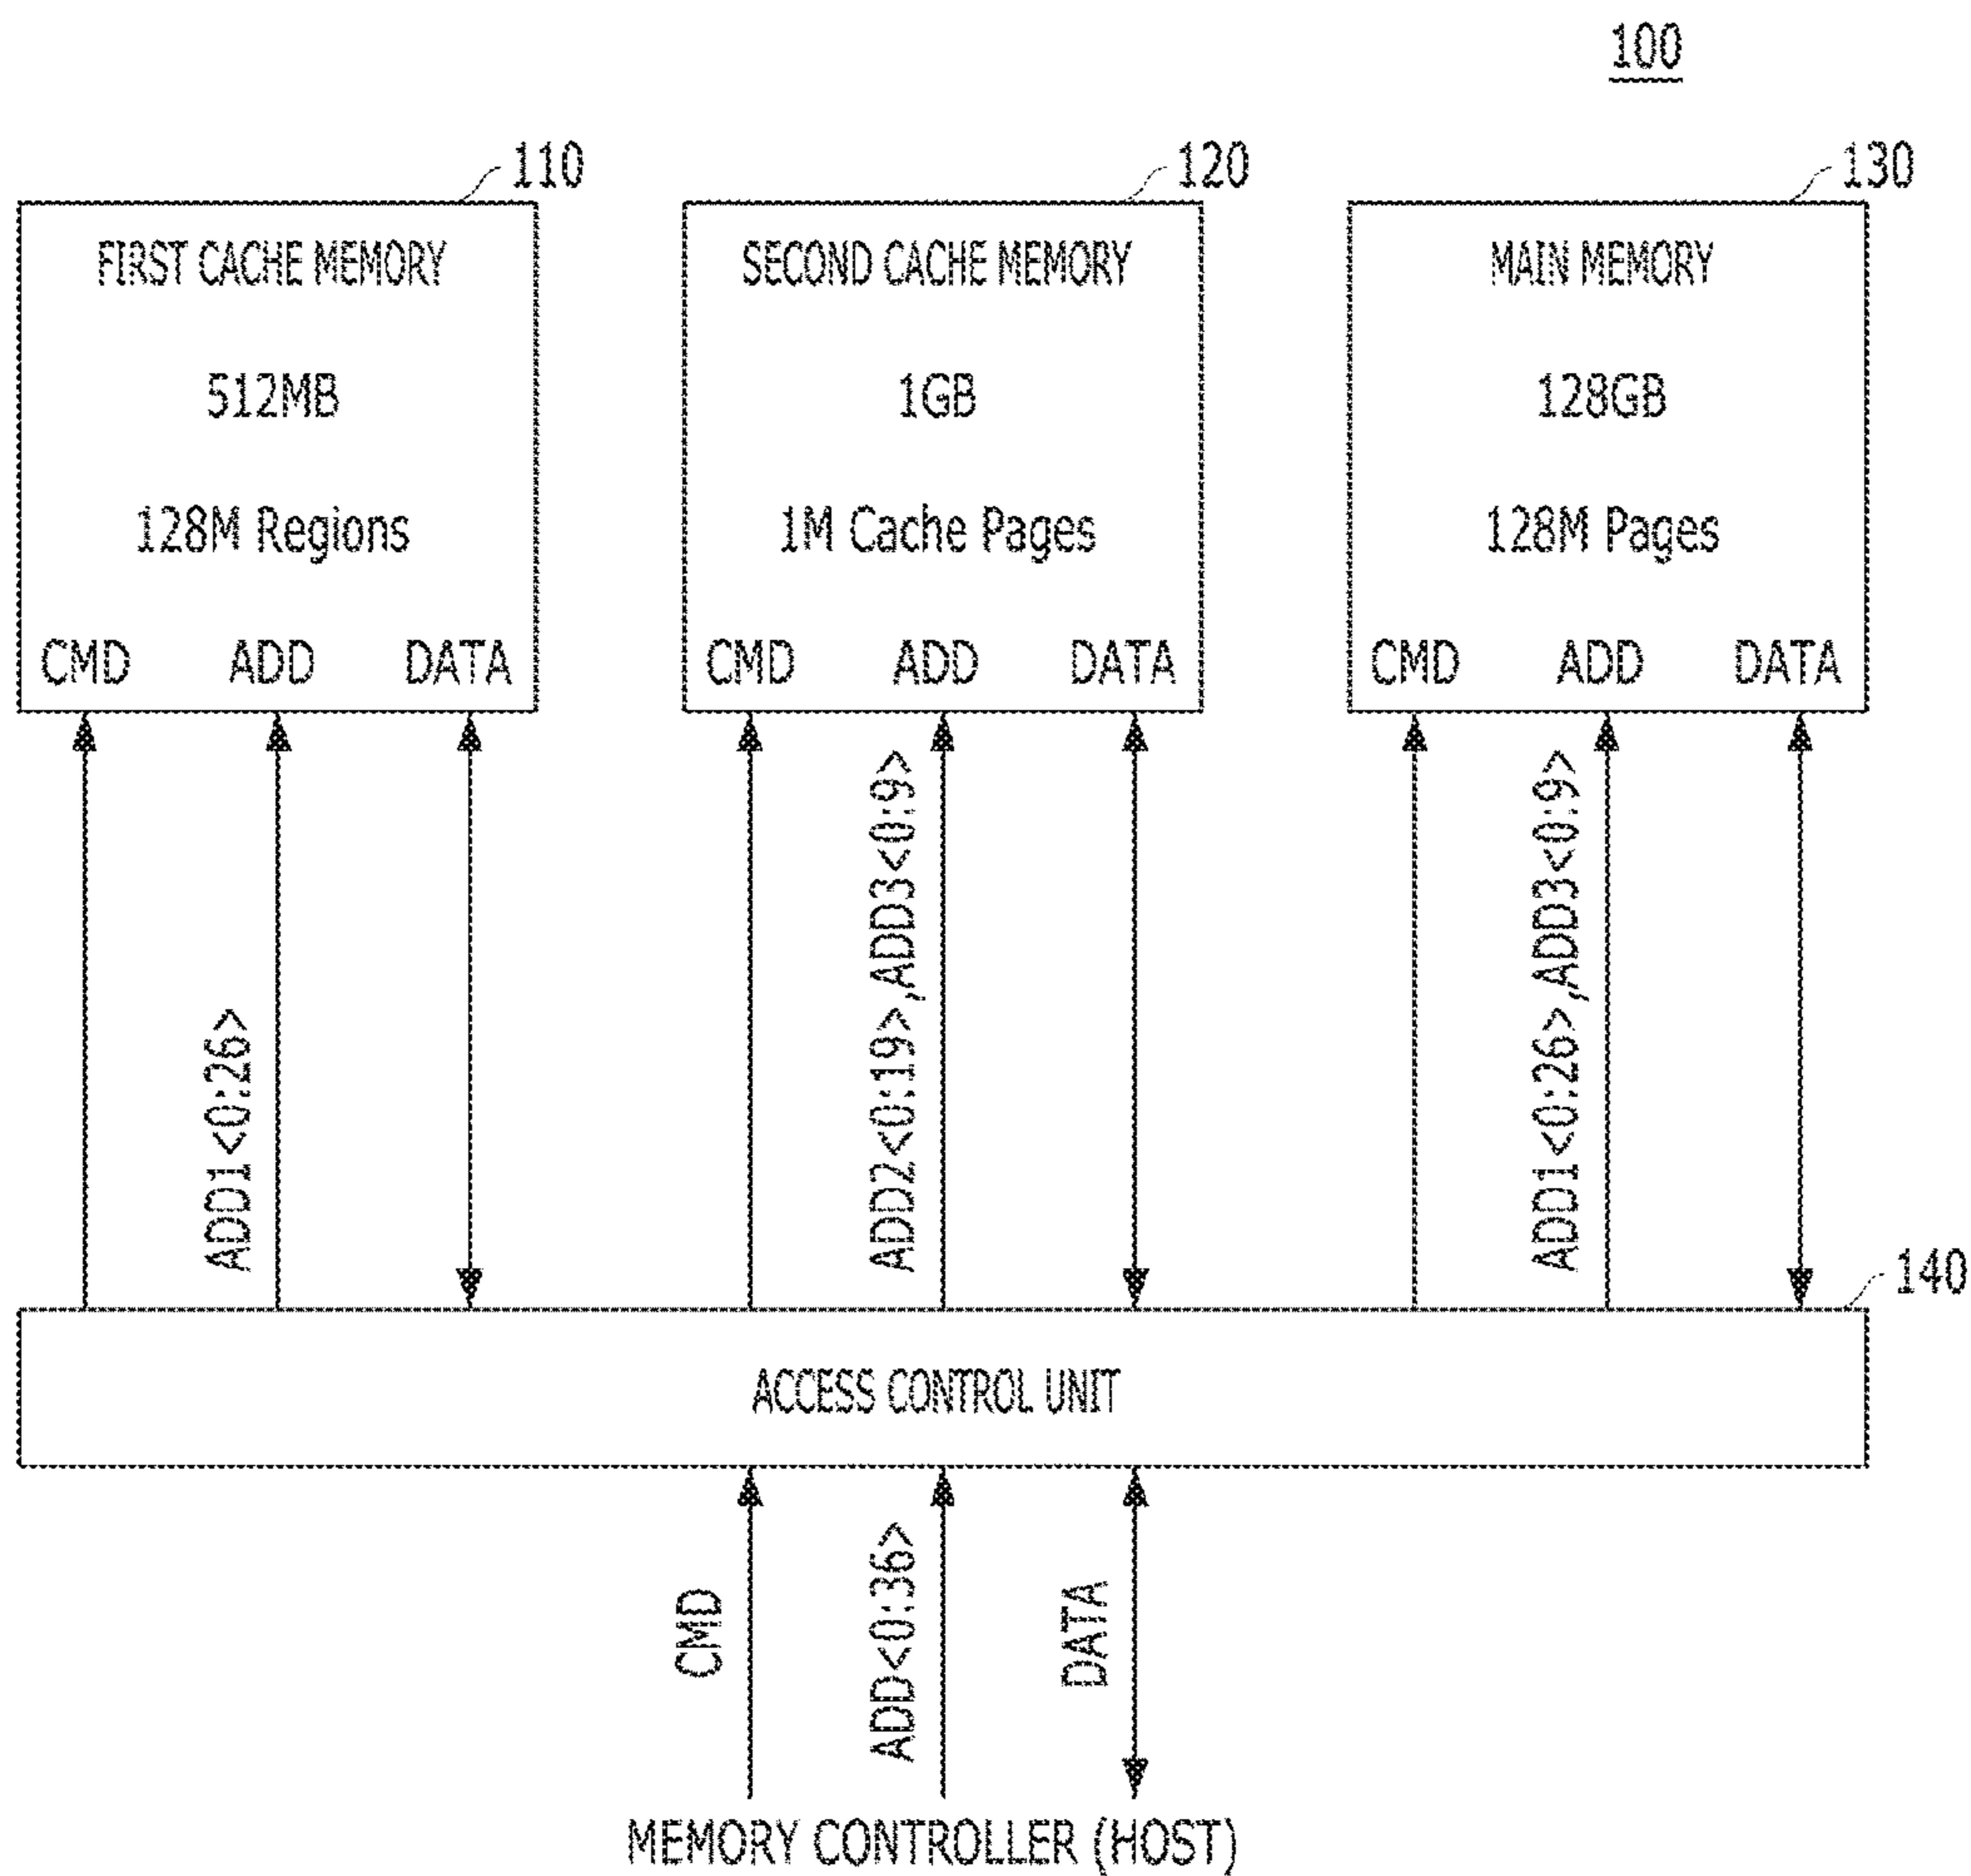 100
110
120
130
FIRST CACHE MEMORY
SECOND CACHE MEMORY
MAIN MEMORY
512MB
1GB
128GB
128M Regions
1M Cache Pages
128M Pages
CMD ADD DATA
CMD ADD DATA
CMD ADD DATA
ADD1<0:26>
ADD2<0:19>,ADD3<0:9>
ADD1<0:26>,ADD3<0:9>
140
ACCESS CONTROL UNIT
CMD
ADD<0:36>
DATA
MEMORY CONTROLLER (HOST)